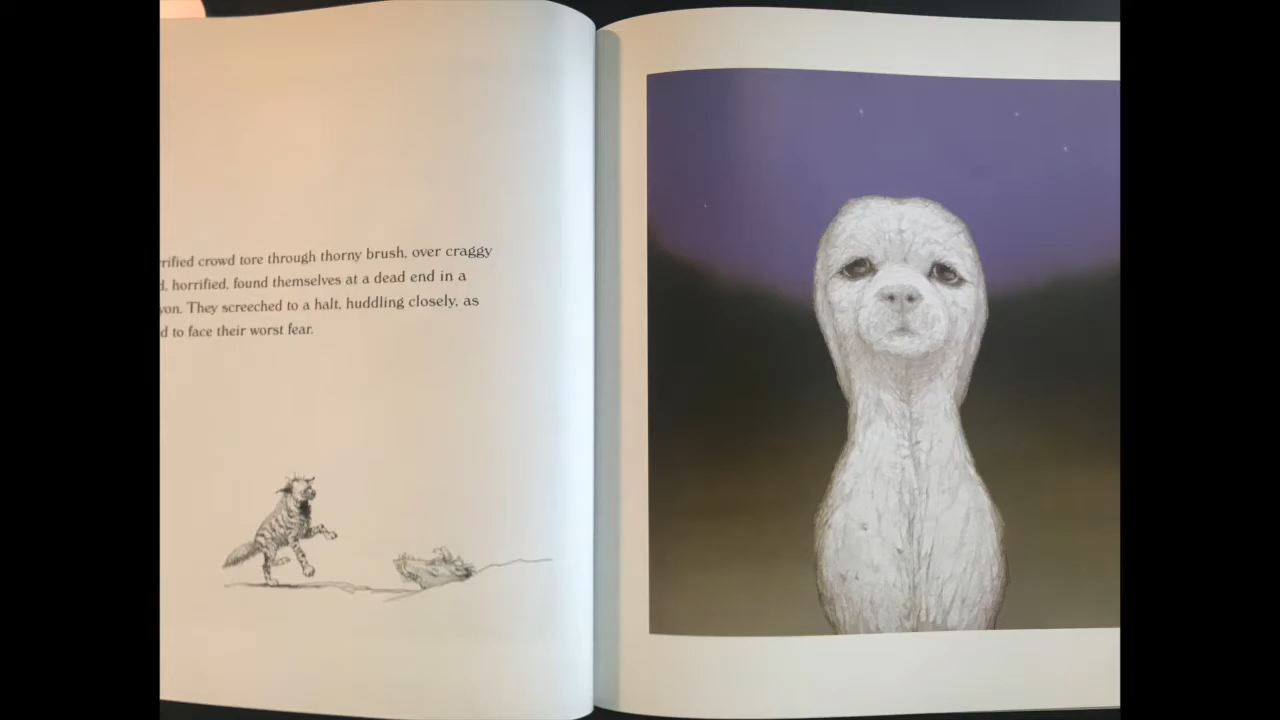 rified crowd tore through thorny brush, over craggy
d, horrified, found themselves at a dead end in a
yon. They screeched to a halt, huddling closely, as
d to face their worst fear.